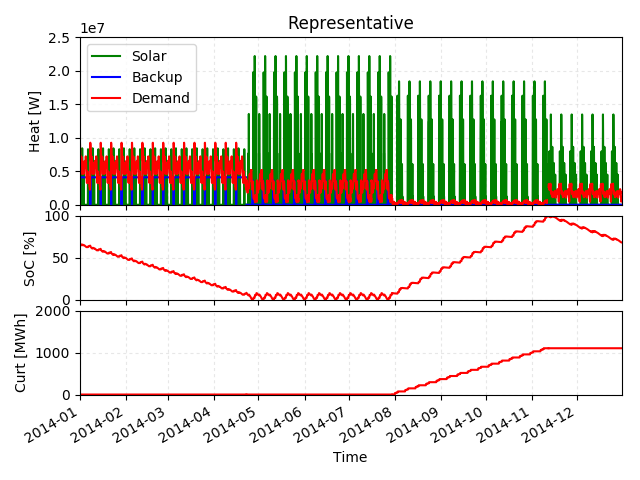 Representative
1e7
2.5
2.0
1.5
1.0
0.5
0.0
Heat [W]
Solar
Backup
Demand
100
50
0
SoC [%]
2000
1000
0
Curt [MWh]
2014-01
2014-02
2014-03
2014-04
2014-05
2014-06
2014-07
2014-08
2014-09
2014-10
2014-11
2014-12
Time